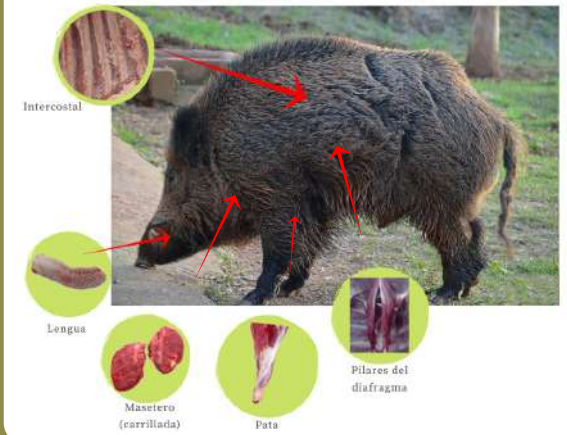 Intercostal
Lengua
Masetero
(carrillada)
Pata
Pilares del
diafragma